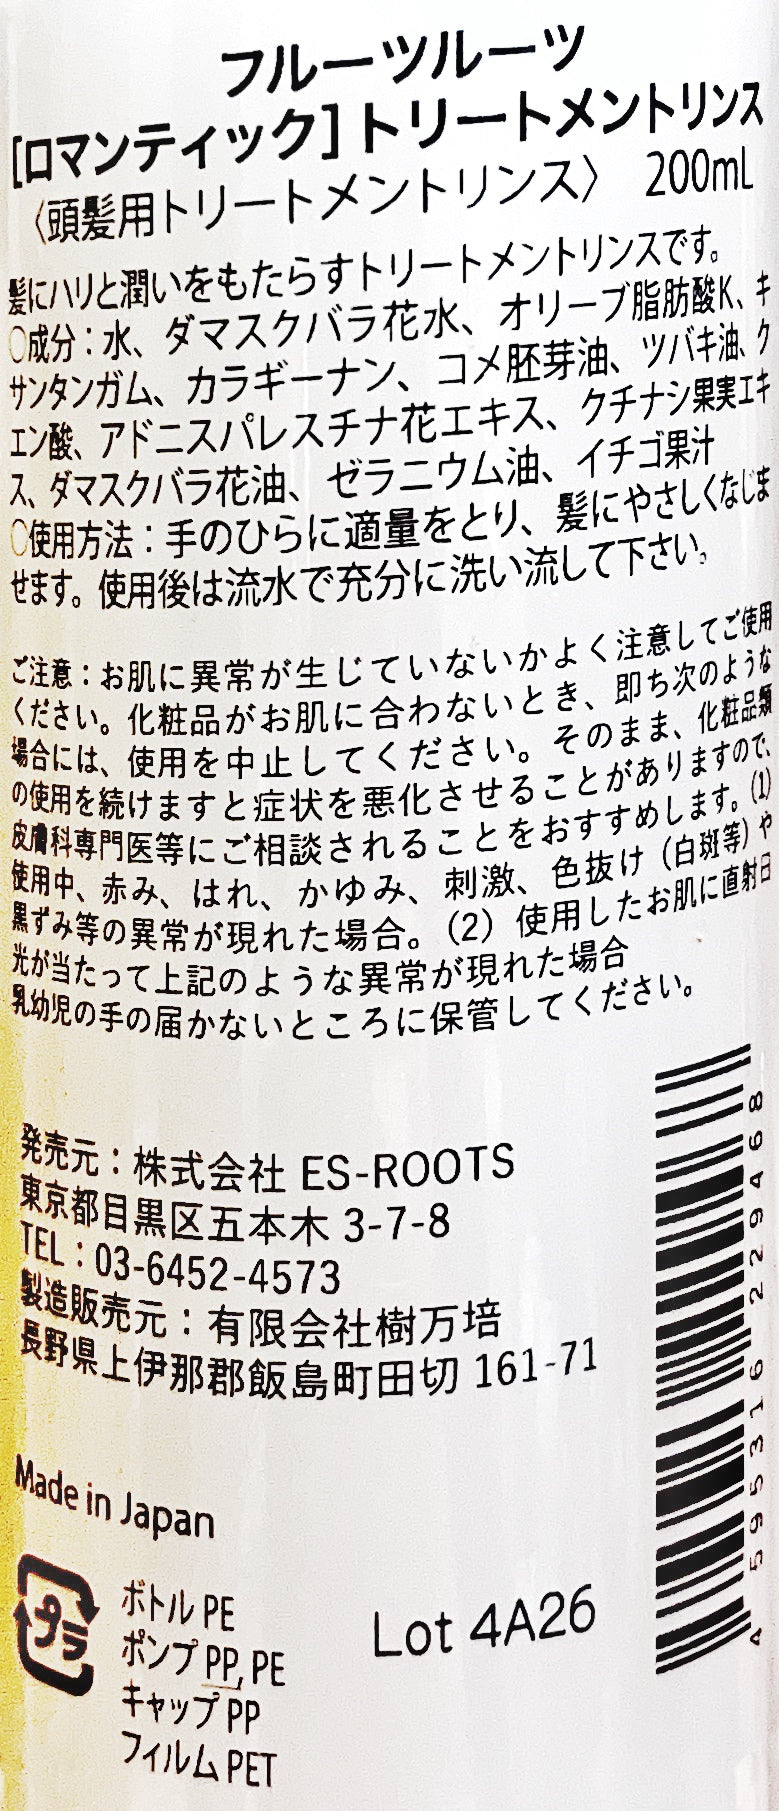 フルーツルーツ
[ロマンティック]トリートメントリンス
〈頭髪用トリートメントリンス〉 200mL
髪にハリと潤いをもたらすトリートメントリンスです。
○成分：水、ダマスクバラ花水、オリーブ脂肪酸K、キ
サンタンガム、カラギーナン、コメ胚芽油、ツバキ油、ク
エン酸、アドニスパレスチナ花エキス、クチナシ果実エキ
ス、ダマスクバラ花油、ゼラニウム油、イチゴ果汁
○使用方法：手のひらに適量をとり、髪にやさしくなじま
せます。使用後は流水で充分に洗い流して下さい。
ご注意：お肌に異常が生じていないかよく注意してご使用
ください。化粧品がお肌に合わないとき、即ち次のような
場合には、使用を中止してください。そのまま、化粧品類
の使用を続けますと症状を悪化させることがありますので、
皮膚科専門医等にご相談されることをおすすめします。(1)
使用中、赤み、はれ、かゆみ、刺激、色抜け（白斑等）や
黒ずみ等の異常が現れた場合。（2）使用したお肌に直射日
光が当たって上記のような異常が現れた場合
乳幼児の手の届かないところに保管してください。
発売元：株式会社 ES-ROOTS
東京都目黒区五本木 3-7-8
TEL：03-6452-4573
製造販売元：有限会社樹万培
長野県上伊那郡飯島町田切 161-71
Made in Japan
プラ
ボトル PE
ポンプ PP, PE
キャップ PP
フィルム PET
Lot 4A26
4595316229468